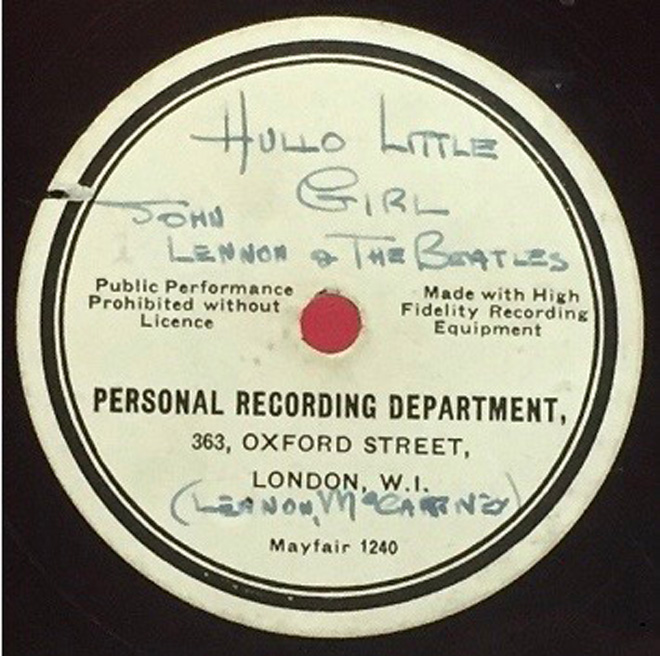 HULLO LITTLE
GIRL
JOHN
LENNON & THE BEATLES
Public Performance
Prohibited without
Licence
Made with High
Fidelity Recording
Equipment
PERSONAL RECORDING DEPARTMENT,
363, OXFORD STREET,
LONDON, W.I.
(LENNON, McCARTNEY)
Mayfair 1240